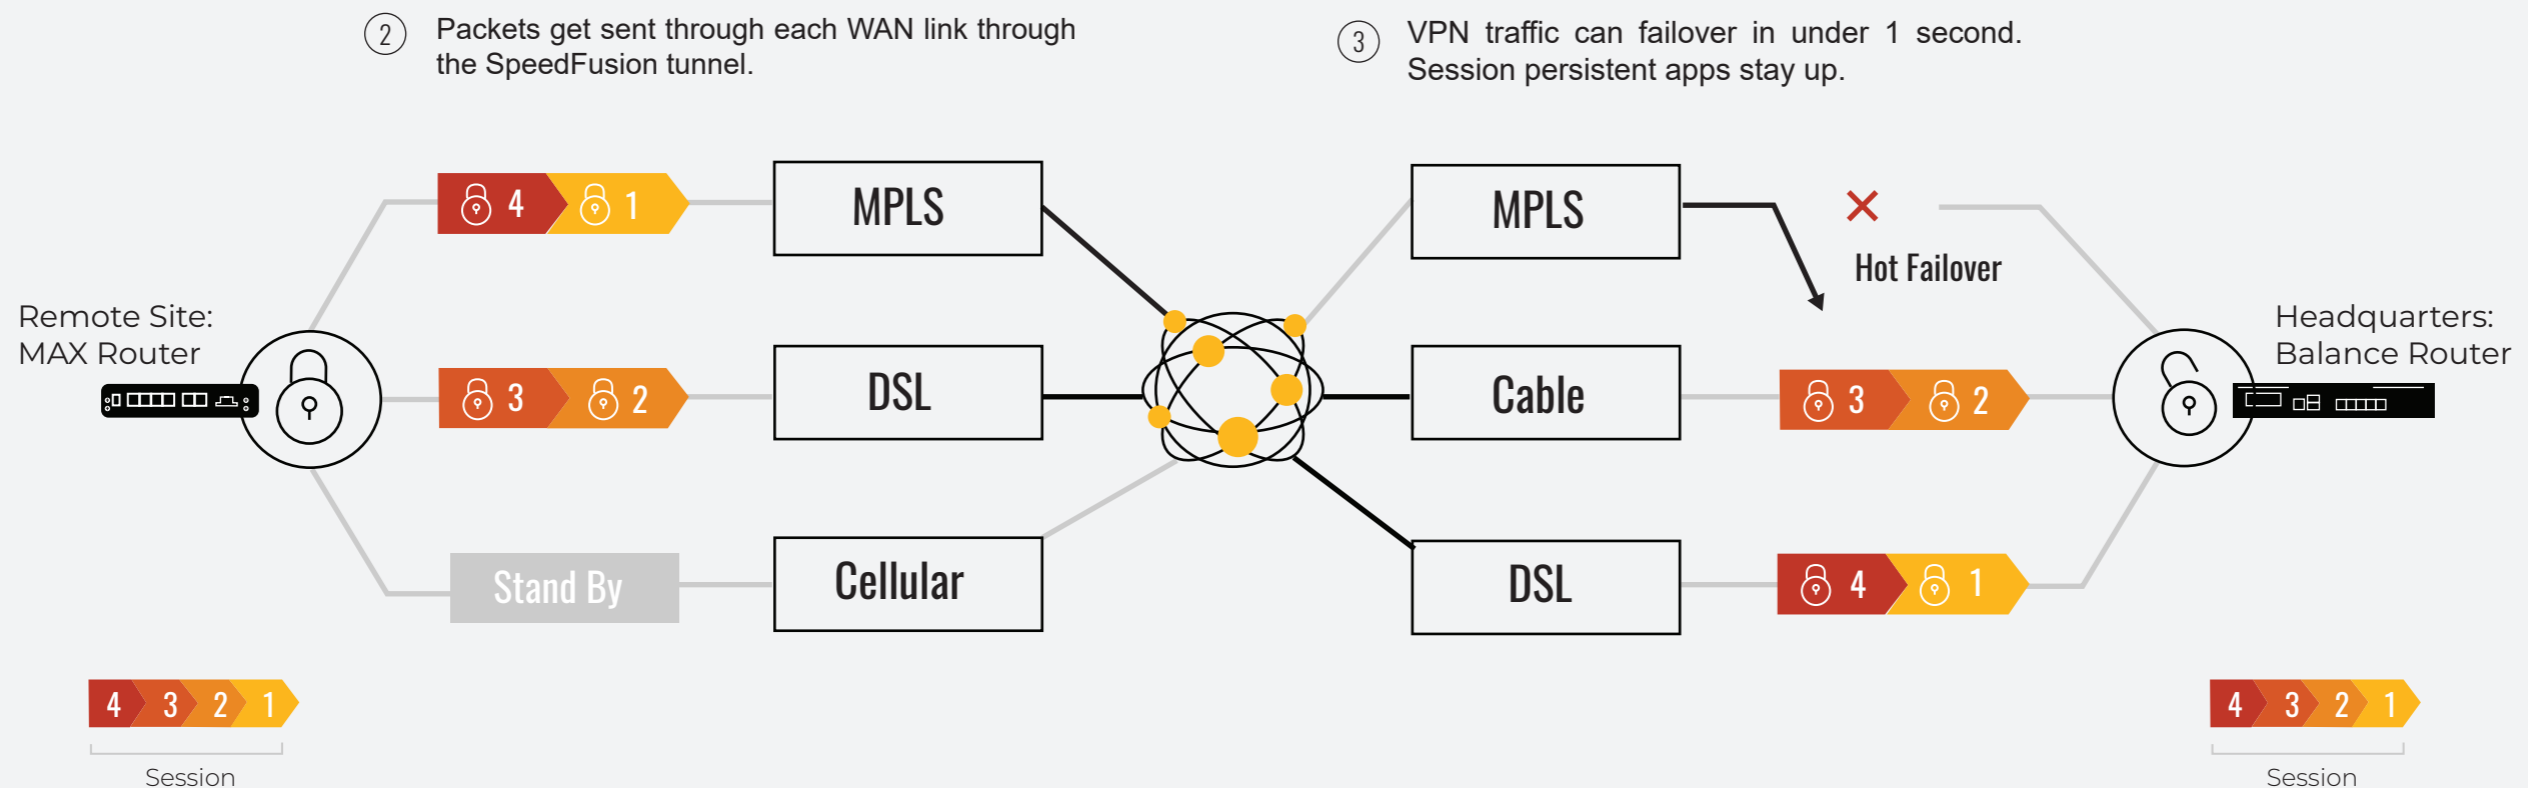 2
Packets get sent through each WAN link through
the SpeedFusion tunnel.
3
VPN traffic can failover in under 1 second.
Session persistent apps stay up.
4 1
MPLS
MPLS
Hot Failover
Remote Site:
MAX Router
3 2
DSL
Cable
3 2
Headquarters:
Balance Router
Stand By
Cellular
DSL
4 1
4 3 2 1
Session
4 3 2 1
Session